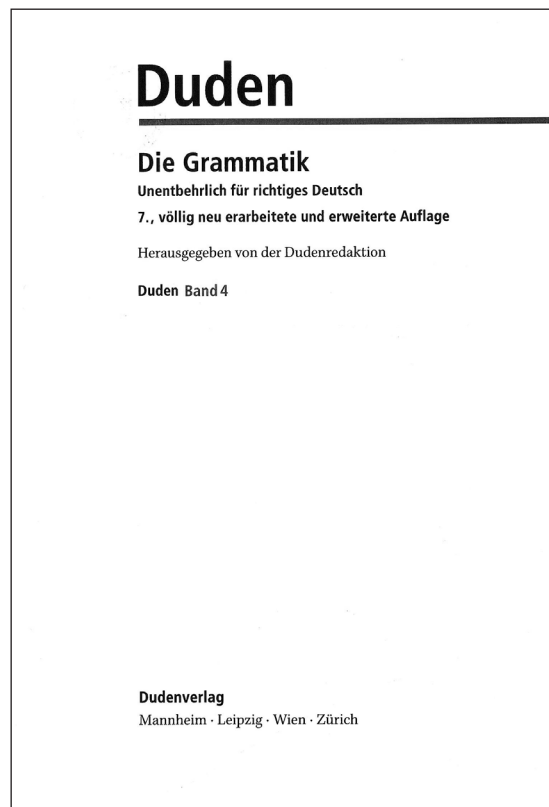 Duden
Die Grammatik
Unentbehrlich für richtiges Deutsch
7., völlig neu erarbeitete und erweiterte Auflage
Herausgegeben von der Dudenredaktion
Duden Band 4
Dudenverlag
Mannheim · Leipzig · Wien · Zürich